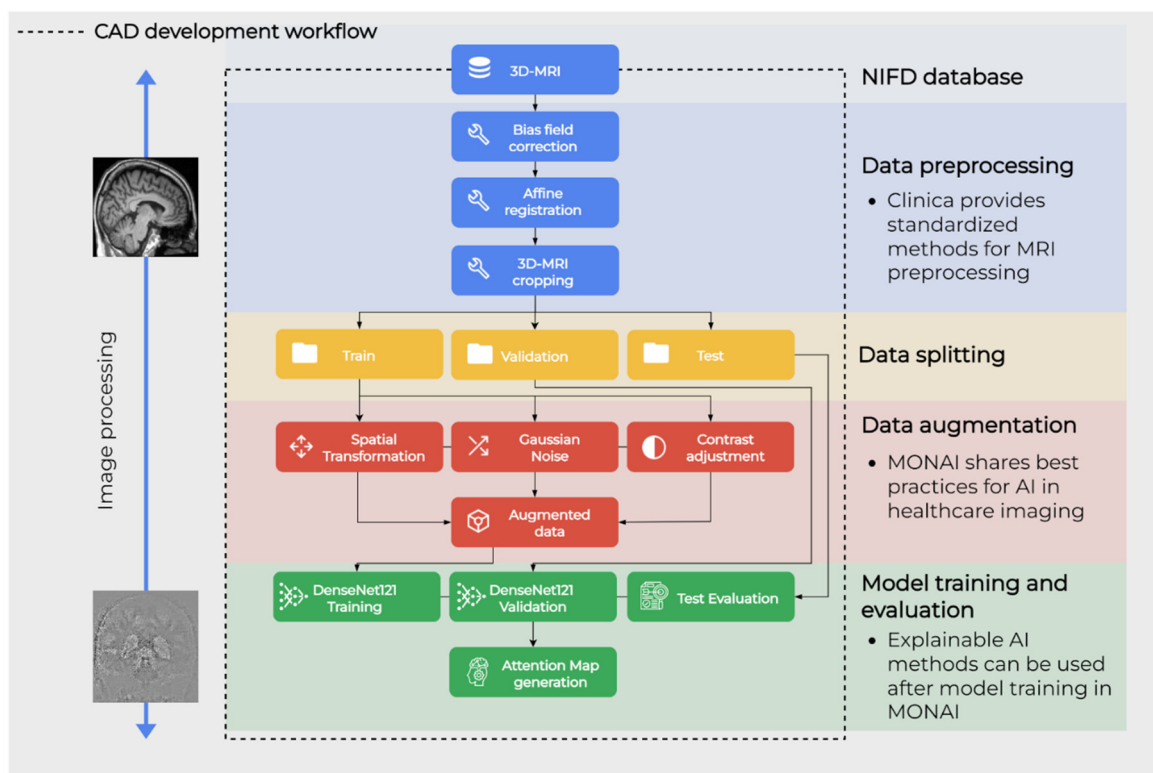 CAD development workflow
3D-MRI
NIFD database
Bias field
correction
Affine
registration
3D-MRI
cropping
Data preprocessing
• Clinica provides
standardized
methods for MRI
preprocessing
Image processing
Train
Validation
Test
Data splitting
Spatial
Transformation
Gaussian
Noise
Contrast
adjustment
Augmented
data
Data augmentation
• MONAI shares best
practices for AI in
healthcare imaging
DenseNet121
Training
DenseNet121
Validation
Test Evaluation
Attention Map
generation
Model training and
evaluation
• Explainable AI
methods can be used
after model training in
MONAI